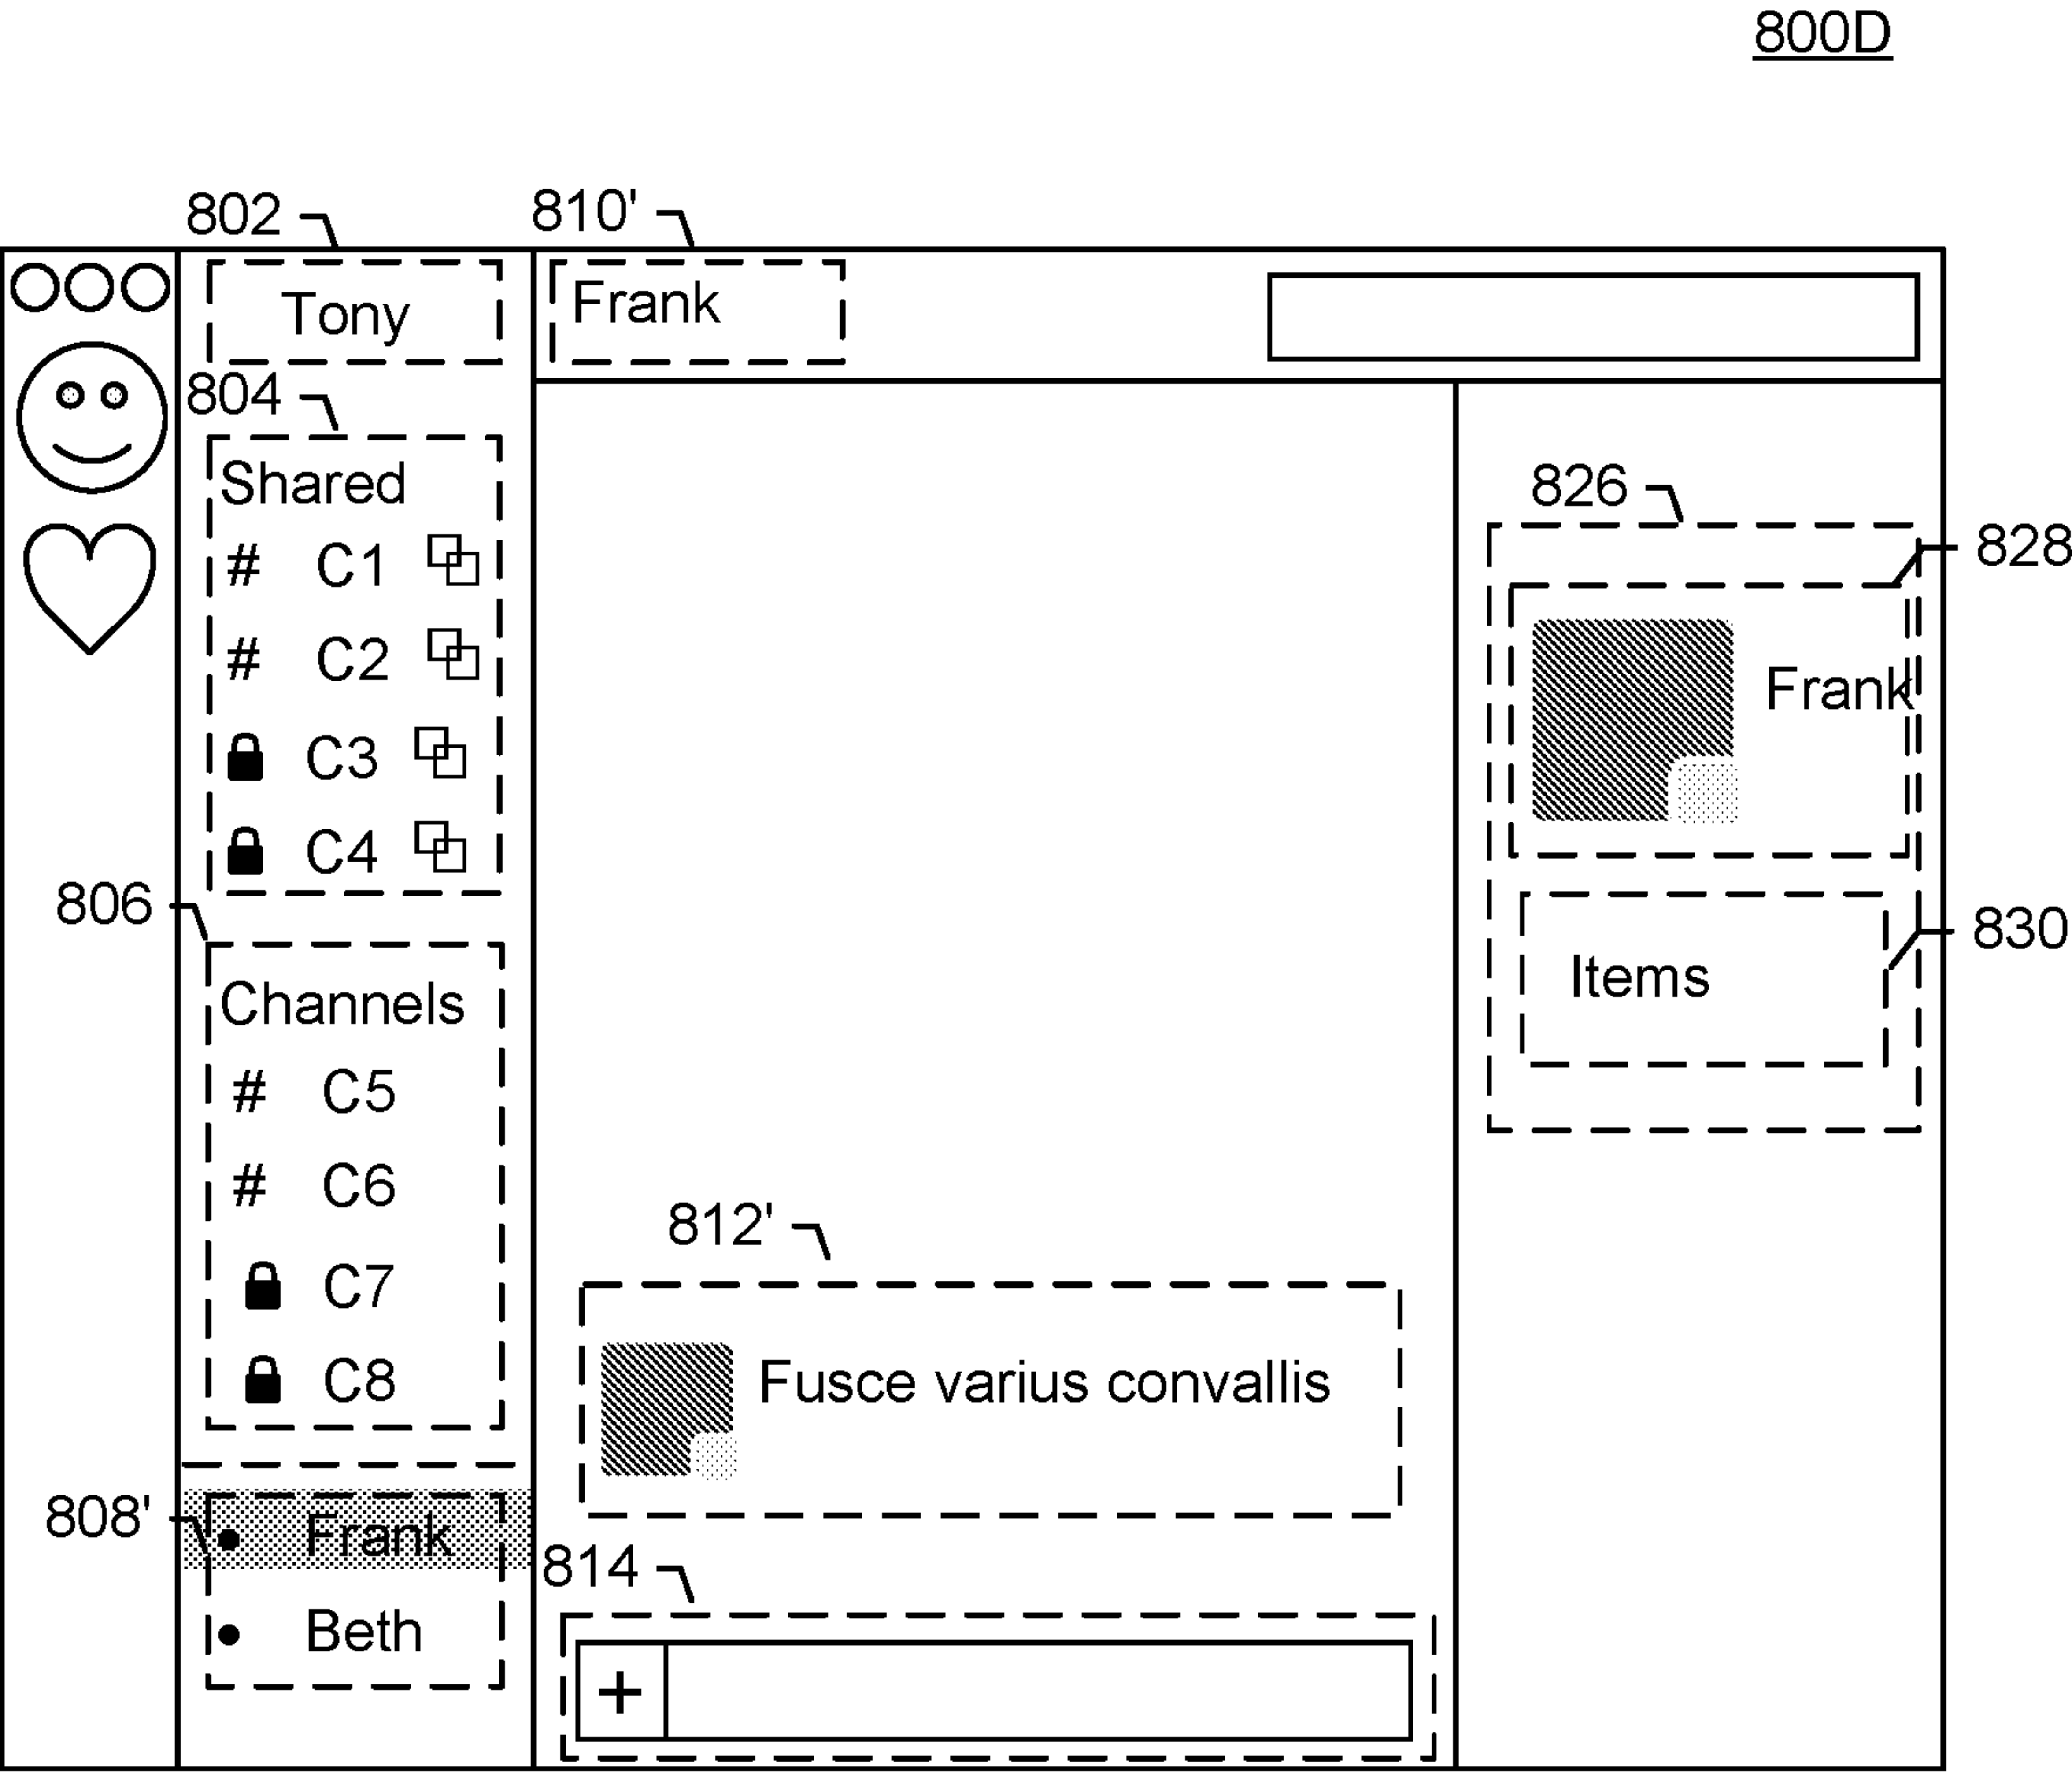 800D
802
810'
Tony
Frank
804
Shared
# C1
# C2
C3
C4
806
Channels
# C5
# C6
C7
C8
808'
• Frank
• Beth
826
828
Frank
830
Items
812'
Fusce varius convallis
814
+